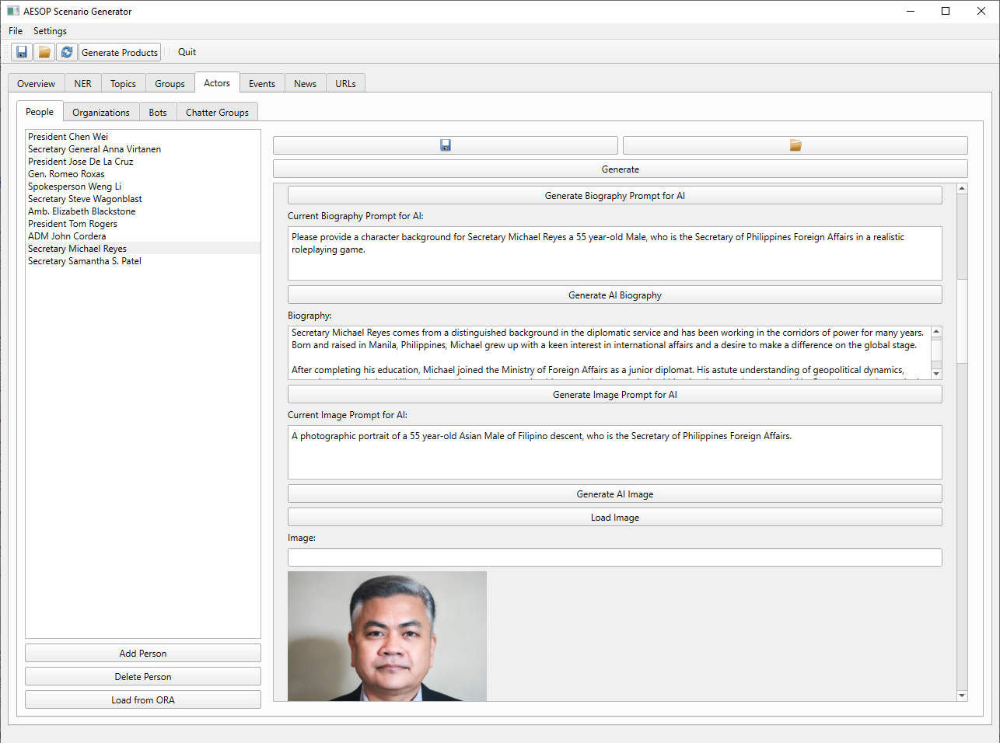 AESOP Scenario Generator
File Settings
Generate Products Quit
Overview NER Topics Groups Actors Events News URLs
People Organizations Bots Chatter Groups
President Chen Wei
Secretary General Anna Virtanen
President Jose De La Cruz
Gen. Romeo Roxas
Spokesperson Weng Li
Secretary Steve Wagonblast
Amb. Elizabeth Blackstone
President Tom Rogers
ADM John Cordera
Secretary Michael Reyes
Secretary Samantha S. Patel
Add Person
Delete Person
Load from ORA
Generate
Generate Biography Prompt for AI
Current Biography Prompt for AI:
Please provide a character background for Secretary Michael Reyes a 55 year-old Male, who is the Secretary of Philippines Foreign Affairs in a realistic
roleplaying game.
Generate AI Biography
Biography:
Secretary Michael Reyes comes from a distinguished background in the diplomatic service and has been working in the corridors of power for many years.
Born and raised in Manila, Philippines, Michael grew up with a keen interest in international affairs and a desire to make a difference on the global stage.
After completing his education, Michael joined the Ministry of Foreign Affairs as a junior diplomat. His astute understanding of geopolitical dynamics,
Generate Image Prompt for AI
Current Image Prompt for AI:
A photographic portrait of a 55 year-old Asian Male of Filipino descent, who is the Secretary of Philippines Foreign Affairs.
Generate AI Image
Load Image
Image: